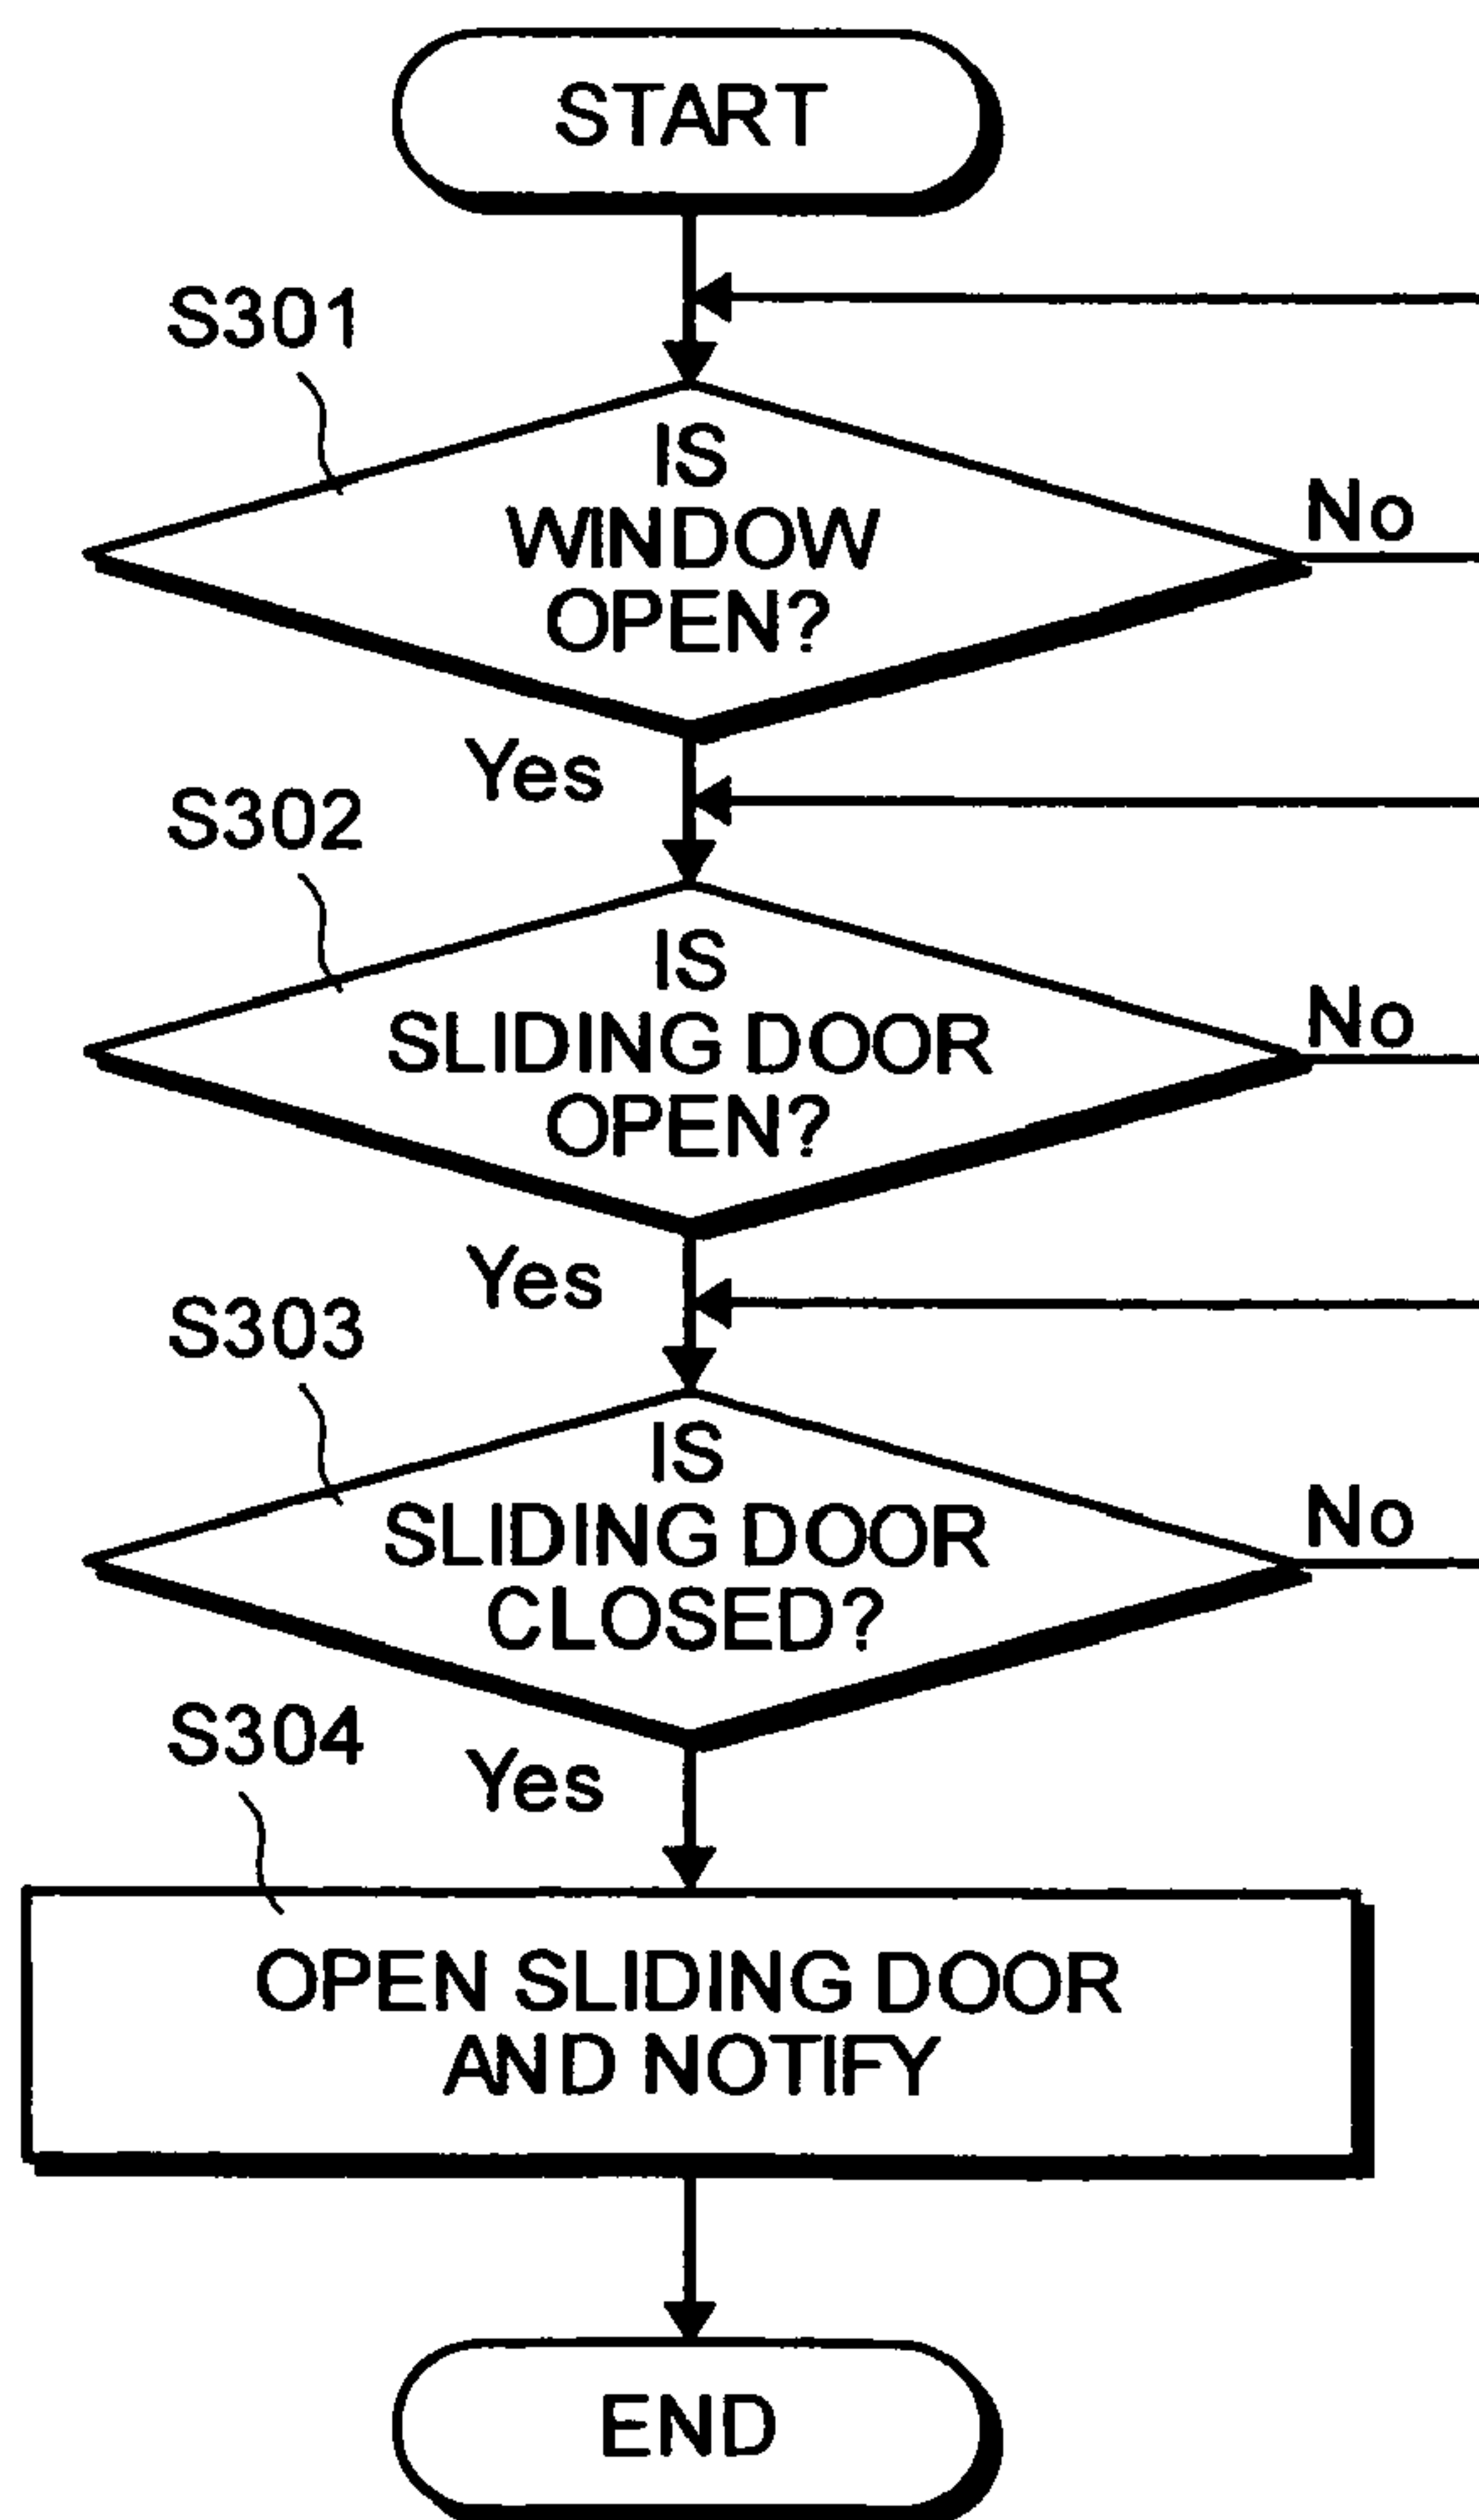 START
S301
IS
WINDOW
OPEN?
No
Yes
S302
IS
SLIDING DOOR
OPEN?
No
Yes
S303
IS
SLIDING DOOR
CLOSED?
No
S304
Yes
OPEN SLIDING DOOR
AND NOTIFY
END